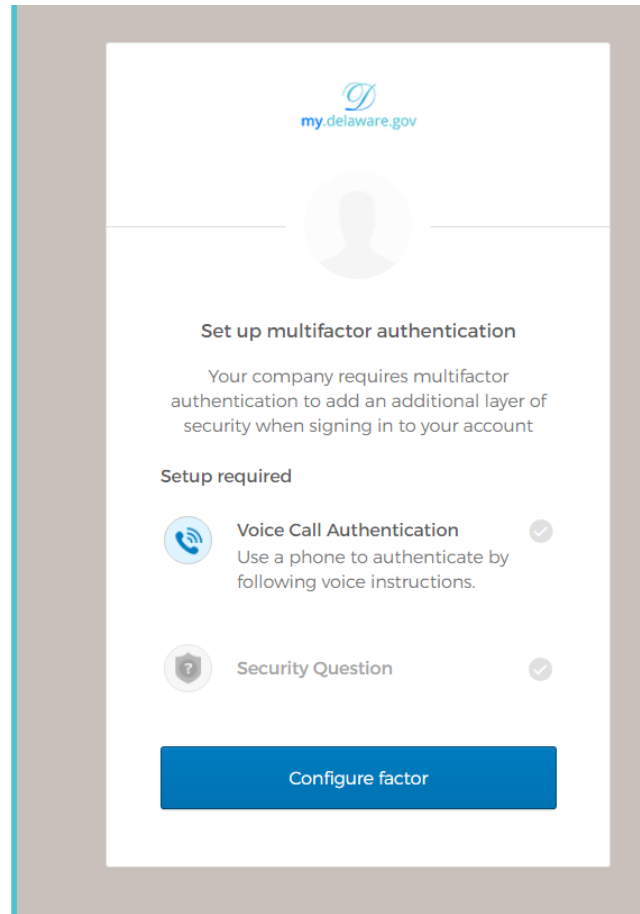 D
my.delaware.gov
Set up multifactor authentication
Your company requires multifactor
authentication to add an additional layer of
security when signing in to your account
Setup required
Voice Call Authentication
Use a phone to authenticate by
following voice instructions.
?
Security Question
Configure factor